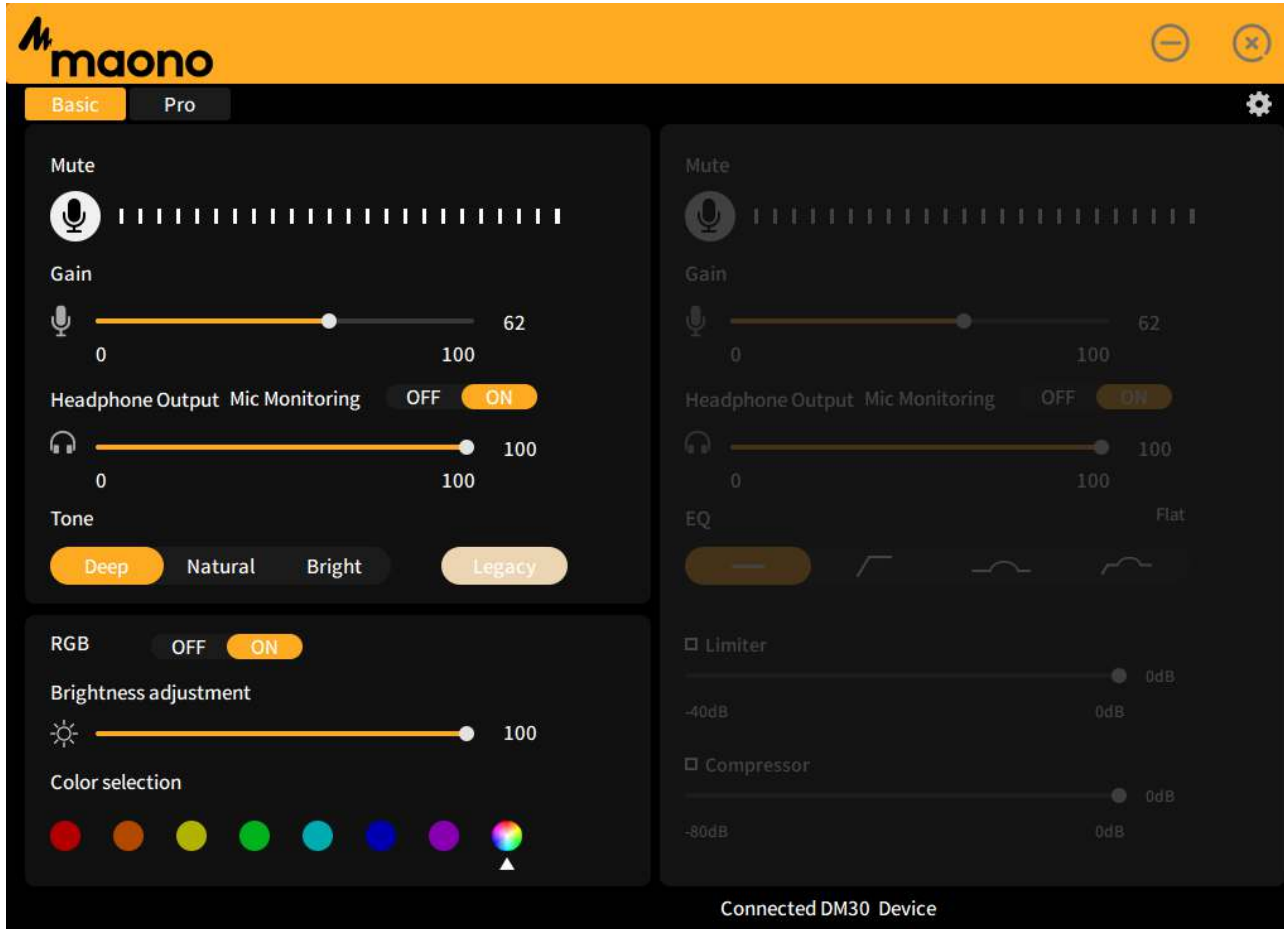 maono
Basic Pro
Mute
Gain
62
0 100
Headphone Output Mic Monitoring OFF ON
100
0 100
Tone
Deep Natural Bright Legacy
RGB OFF ON
Brightness adjustment
100
Color selection
Mute
Gain
62
0 100
Headphone Output Mic Monitoring OFF ON
100
0 100
EQ Flat
Limiter
0dB
-40dB 0dB
Compressor
0dB
-80dB 0dB
Connected DM30 Device